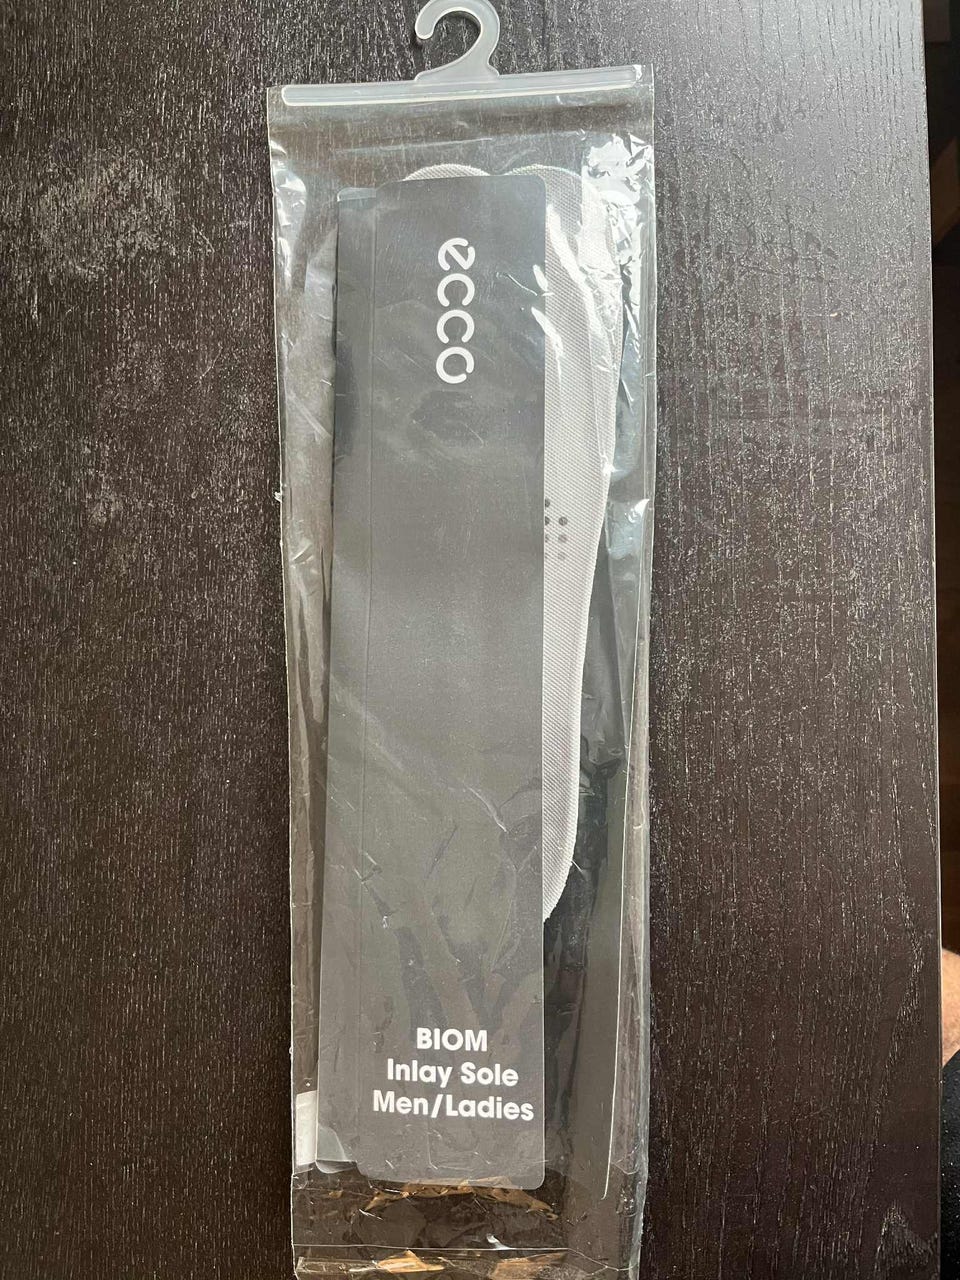 ecco
BIOM
Inlay Sole
Men/Ladies